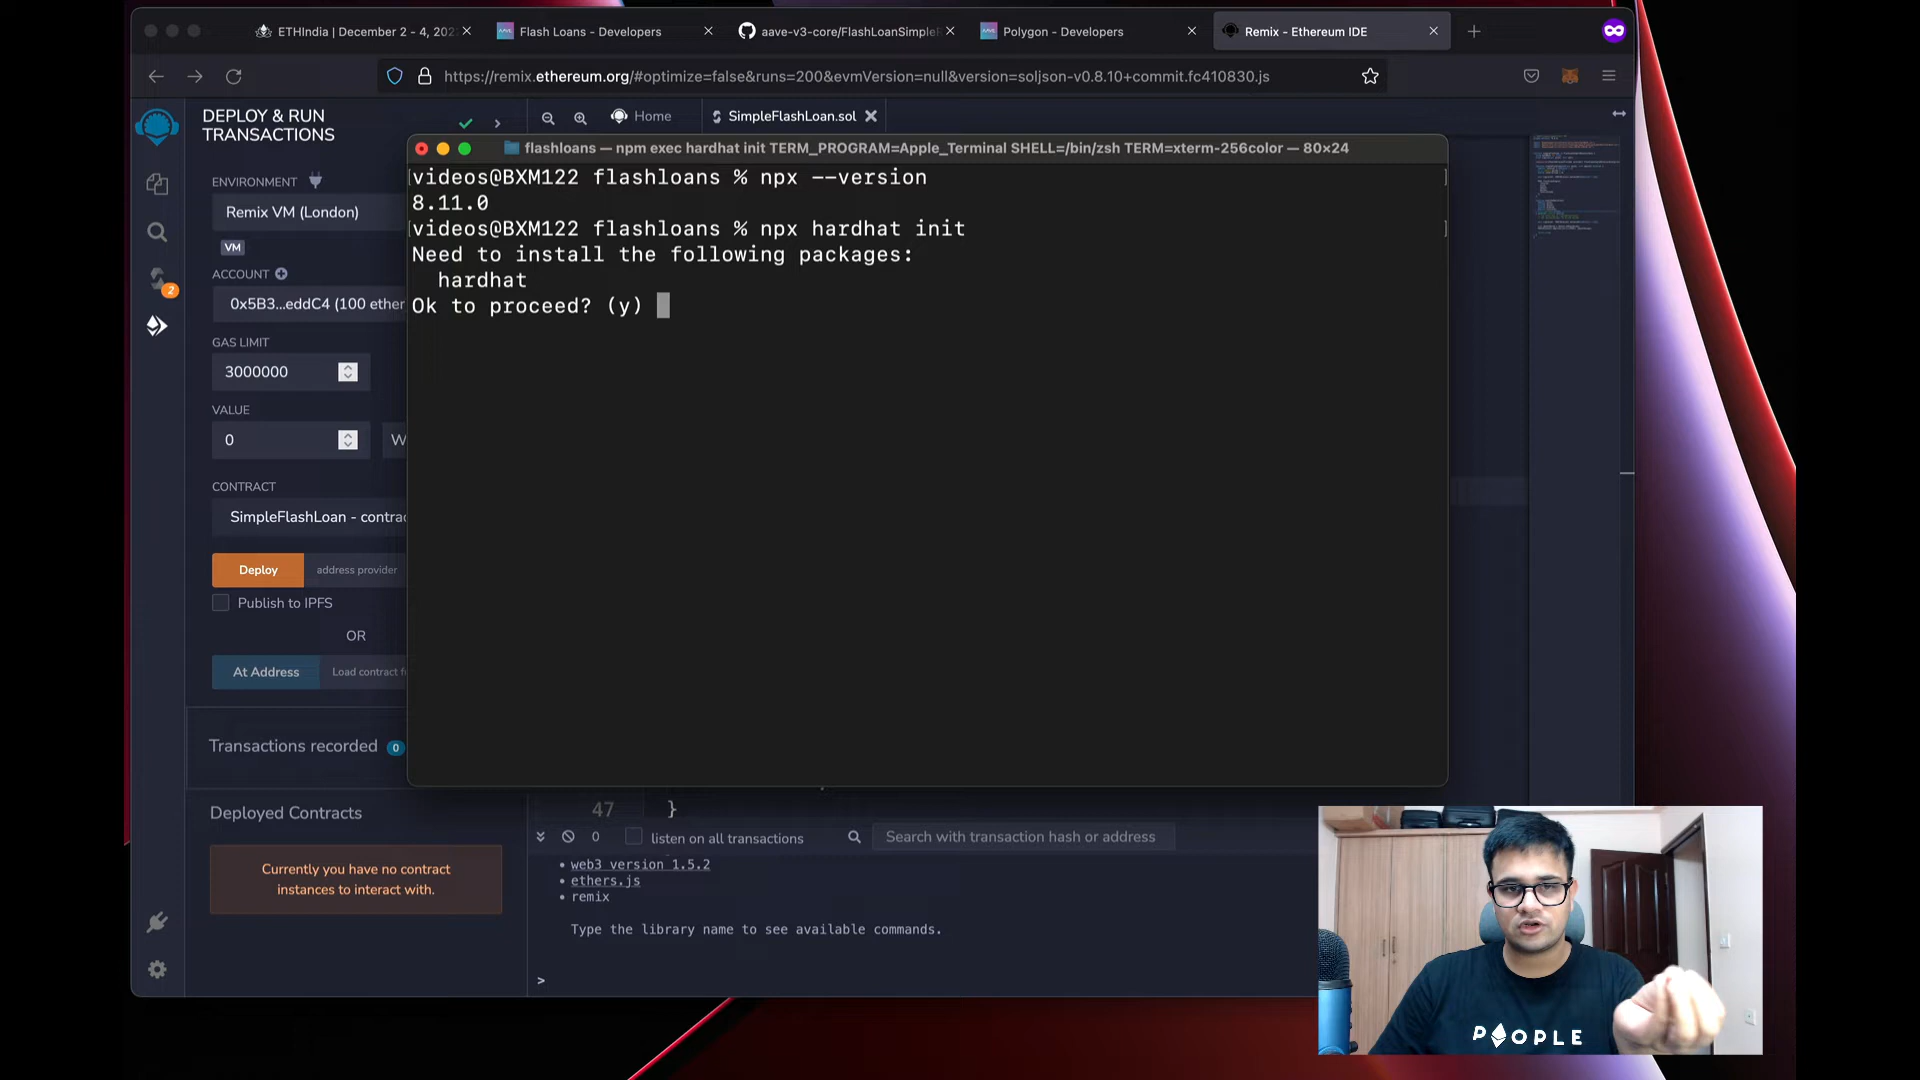 ETHIndia | December 2 - 4, 202
Flash Loans - Developers
aave-v3-core/FlashLoanSimpleR
Polygon - Developers
Remix - Ethereum IDE
https://remix.ethereum.org/#optimize=false&runs=200&evmVersion=null&version=soljson-v0.8.10+commit.fc410830.js
DEPLOY & RUN
TRANSACTIONS
Home
SimpleFlashLoan.sol
flashloans — npm exec hardhat init TERM_PROGRAM=Apple_Terminal SHELL=/bin/zsh TERM=xterm-256color — 80×24
videos@BXM122 flashloans % npx --version
8.11.0
videos@BXM122 flashloans % npx hardhat init
Need to install the following packages:
hardhat
Ok to proceed? (y)
ENVIRONMENT
Remix VM (London)
VM
ACCOUNT
2
0x5B3...eddC4 (100 ether
GAS LIMIT
3000000
VALUE
0
W
CONTRACT
SimpleFlashLoan - contrac
Deploy
address provider
Publish to IPFS
OR
At Address
Load contract f
Transactions recorded
0
Deployed Contracts
Currently you have no contract
instances to interact with.
47 }
0
listen on all transactions
Search with transaction hash or address
• web3 version 1.5.2
• ethers.js
• remix
Type the library name to see available commands.
>
PEOPLE